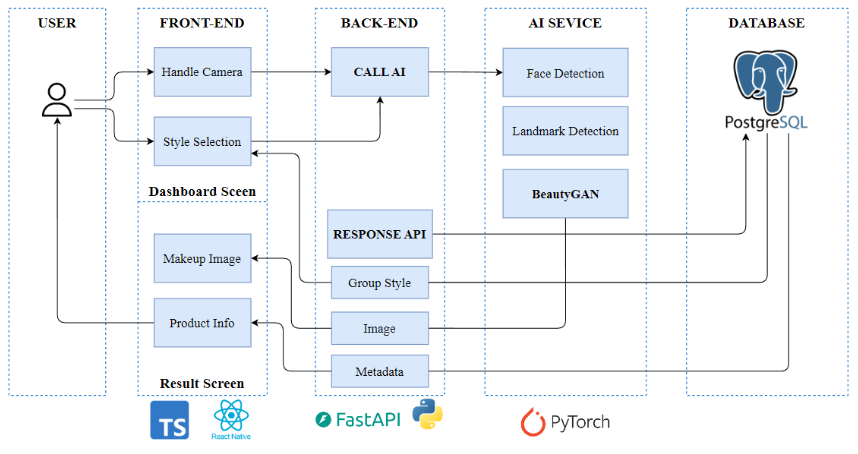 USER
FRONT-END
BACK-END
AI SEVICE
DATABASE
Handle Camera
CALL AI
Face Detection
PostgreSQL
Style Selection
Landmark Detection
Dashboard Sceen
BeautyGAN
RESPONSE API
Makeup Image
Group Style
Product Info
Image
Metadata
Result Screen
TS
React Native
FastAPI
PyTorch